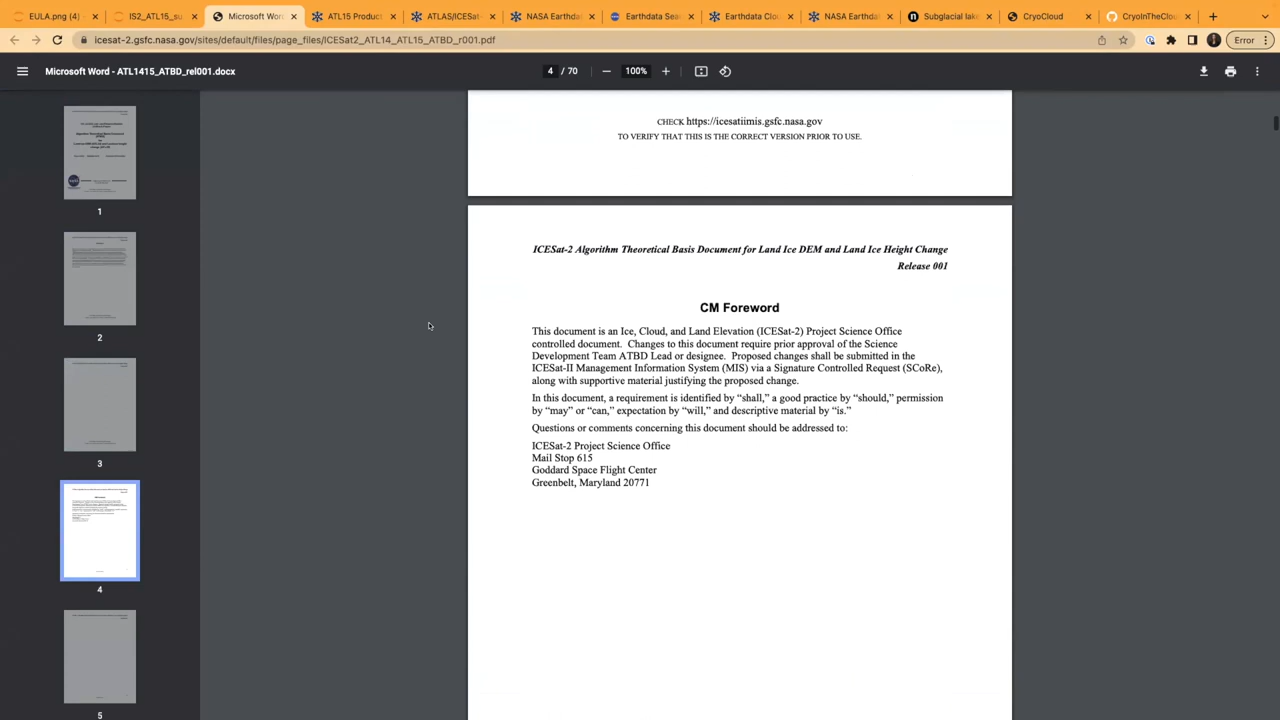 EULA.png (4)
IS2_ATL15_su
Microsoft Wor
ATL15 Product
ATLAS/ICESat-
NASA Earthda
Earthdata Sea
Earthdata Clo
NASA Earthda
Subglacial lake
CryoCloud
CryoInTheClou
icesat-2.gsfc.nasa.gov/sites/default/files/page_files/ICESat2_ATL14_ATL15_ATBD_r001.pdf
Error
Microsoft Word - ATL1415_ATBD_rel001.docx
4 / 70
100%
1
2
3
4
5
CHECK https://icesatiimis.gsfc.nasa.gov
TO VERIFY THAT THIS IS THE CORRECT VERSION PRIOR TO USE.
ICESat-2 Algorithm Theoretical Basis Document for Land Ice DEM and Land Ice Height Change
Release 001
CM Foreword
This document is an Ice, Cloud, and Land Elevation (ICESat-2) Project Science Office
controlled document. Changes to this document require prior approval of the Science
Development Team ATBD Lead or designee. Proposed changes shall be submitted in the
ICESat-II Management Information System (MIS) via a Signature Controlled Request (SCoRe),
along with supportive material justifying the proposed change.
In this document, a requirement is identified by “shall,” a good practice by “should,” permission
by “may” or “can,” expectation by “will,” and descriptive material by “is.”
Questions or comments concerning this document should be addressed to:
ICESat-2 Project Science Office
Mail Stop 615
Goddard Space Flight Center
Greenbelt, Maryland 20771